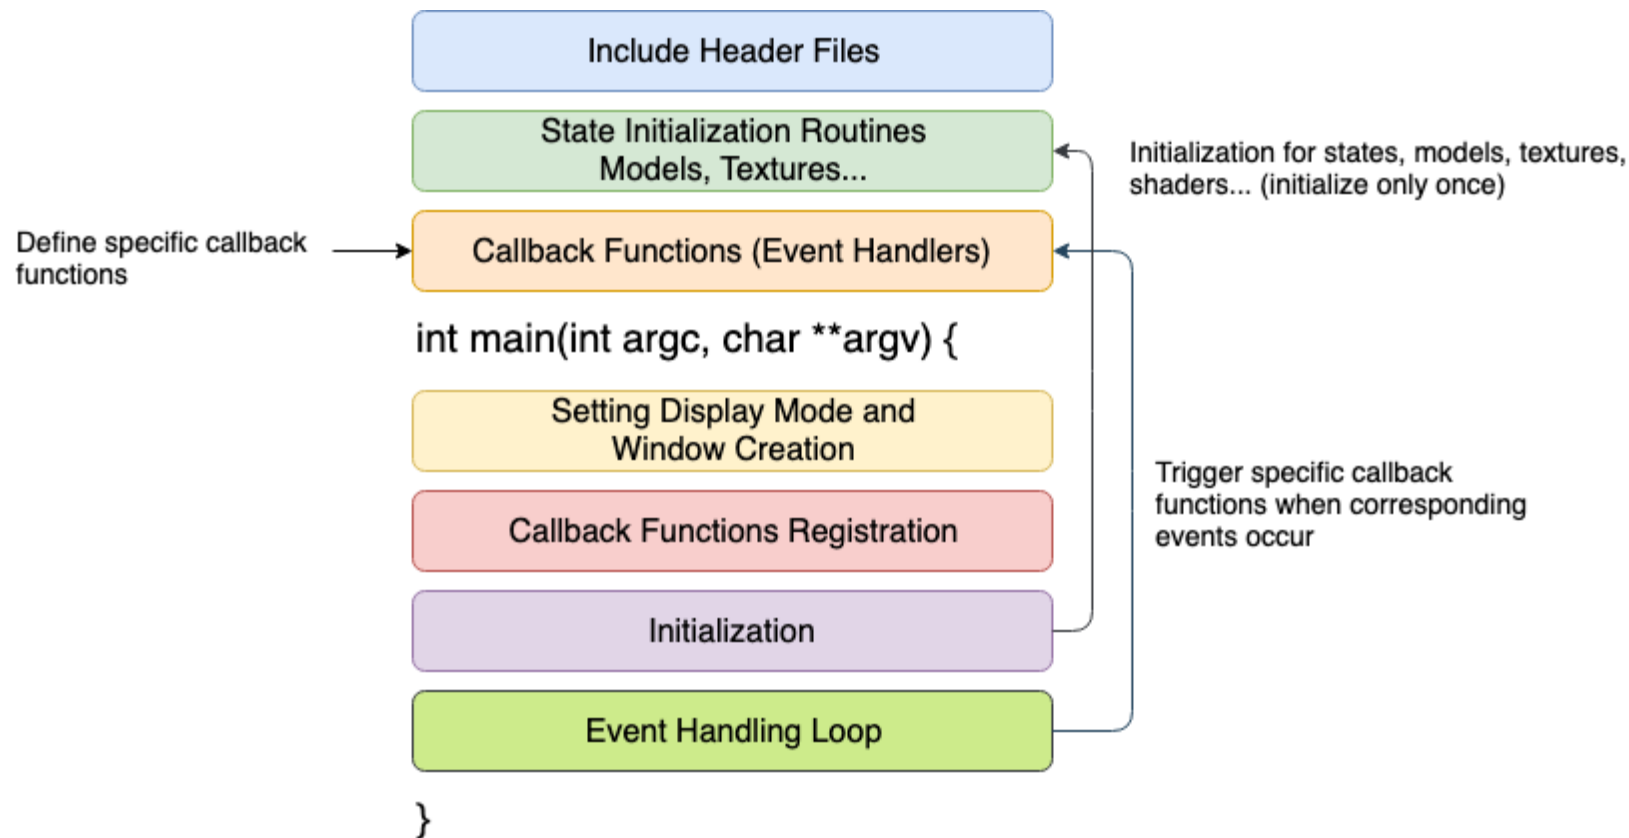 Include Header Files
State Initialization Routines
Models, Textures...
Initialization for states, models, textures,
shaders... (initialize only once)
Define specific callback
functions
Callback Functions (Event Handlers)
int main(int argc, char **argv) {
Setting Display Mode and
Window Creation
Trigger specific callback
functions when corresponding
events occur
Callback Functions Registration
Initialization
Event Handling Loop
}